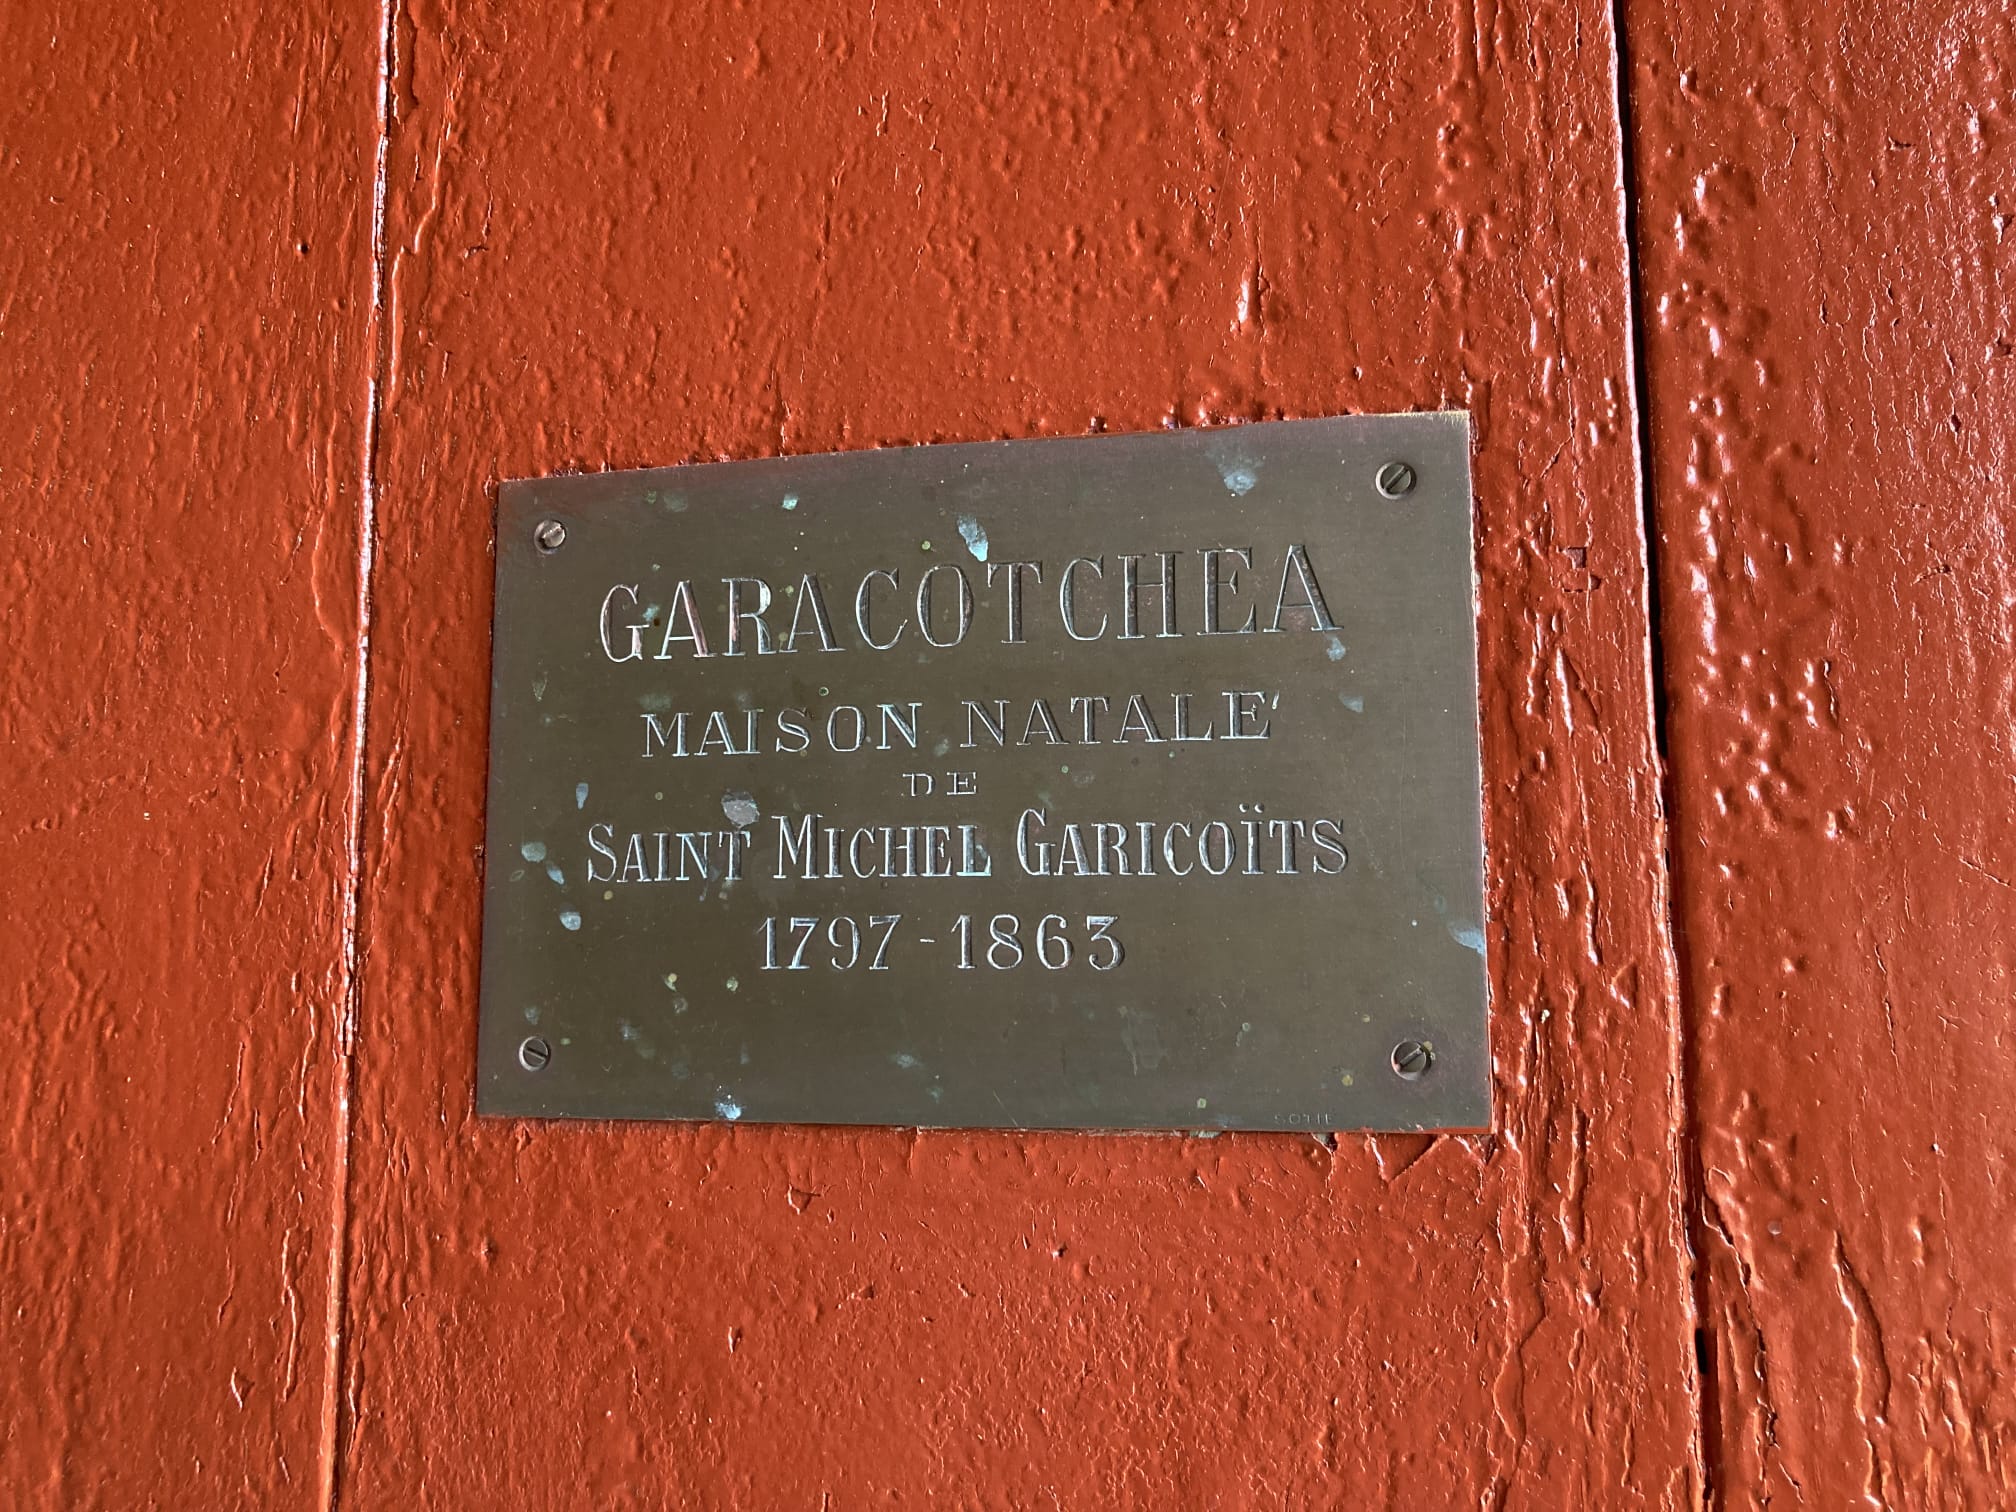 GARACOTCHEA
MAISON NATALE
DE
SAINT MICHEL GARICOÏTS
1797-1863